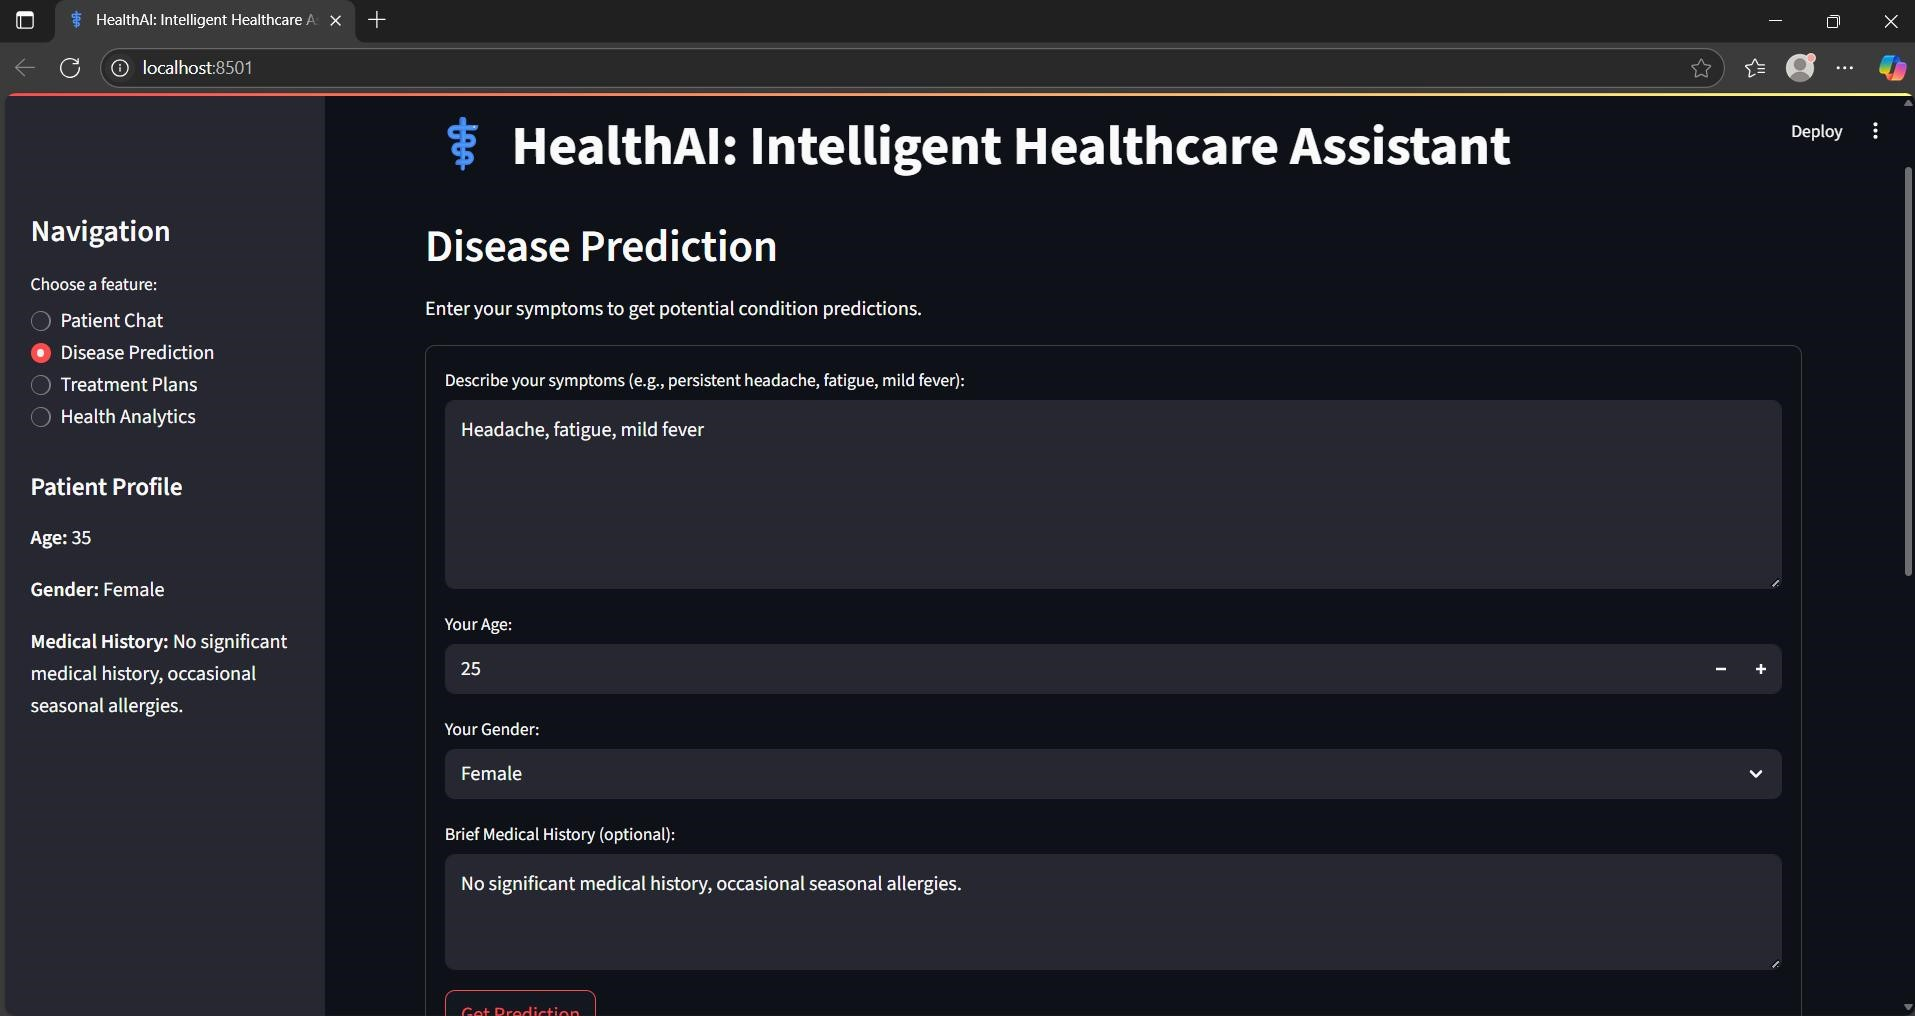 HealthAI: Intelligent Healthcare A
localhost:8501
Deploy
HealthAI: Intelligent Healthcare Assistant
Navigation
Choose a feature:
Patient Chat
Disease Prediction
Treatment Plans
Health Analytics
Patient Profile
Age: 35
Gender: Female
Medical History: No significant
medical history, occasional
seasonal allergies.
Disease Prediction
Enter your symptoms to get potential condition predictions.
Describe your symptoms (e.g., persistent headache, fatigue, mild fever):
Headache, fatigue, mild fever
Your Age:
25
Your Gender:
Female
Brief Medical History (optional):
No significant medical history, occasional seasonal allergies.
Get Prediction